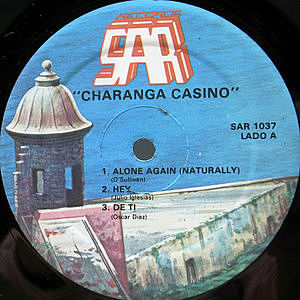 SAR
"CHARANGA CASINO"
SAR 1037
LADO A
1. ALONE AGAIN (NATURALLY)
(O'Sullivan)
2. HEY
(Julio Iglesias)
3. DE TI
(Oscar Diaz)